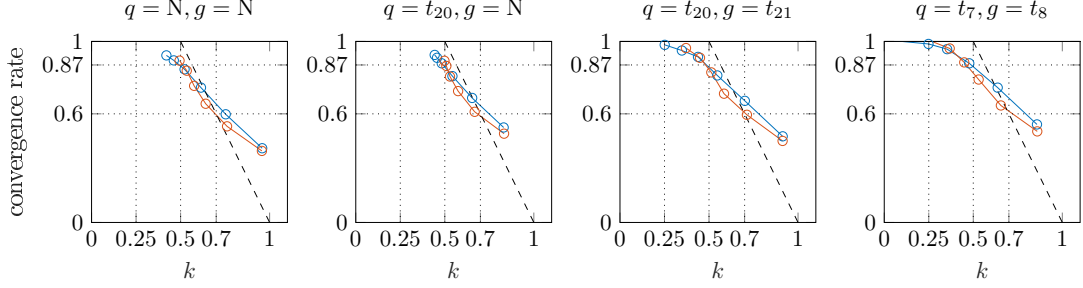 q = N, g = N
q = t₂₀, g = N
q = t₂₀, g = t₂₁
q = t₇, g = t₈
convergence rate
1
0.87
0.6
0
0 0.25 0.5 0.7 1
k
1
0.87
0.6
0
0 0.25 0.5 0.7 1
k
1
0.87
0.6
0
0 0.25 0.5 0.7 1
k
1
0.87
0.6
0
0 0.25 0.5 0.7 1
k